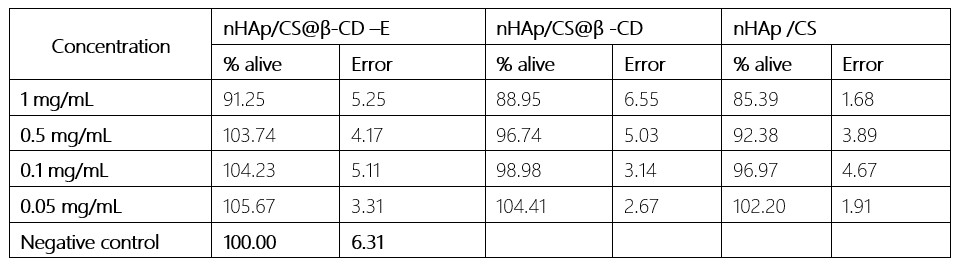 Concentration nHAp/CS@β-CD –E nHAp/CS@β -CD nHAp /CS
% alive Error % alive Error % alive Error
1 mg/mL 91.25 5.25 88.95 6.55 85.39 1.68
0.5 mg/mL 103.74 4.17 96.74 5.03 92.38 3.89
0.1 mg/mL 104.23 5.11 98.98 3.14 96.97 4.67
0.05 mg/mL 105.67 3.31 104.41 2.67 102.20 1.91
Negative control 100.00 6.31